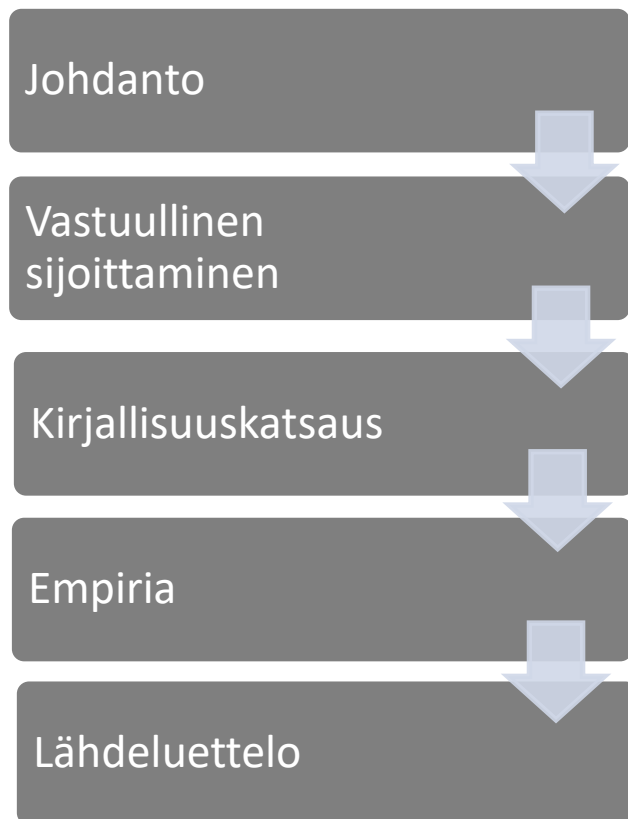 Johdanto
Vastuullinen
sijoittaminen
Kirjallisuuskatsaus
Empiria
Lähdeluettelo